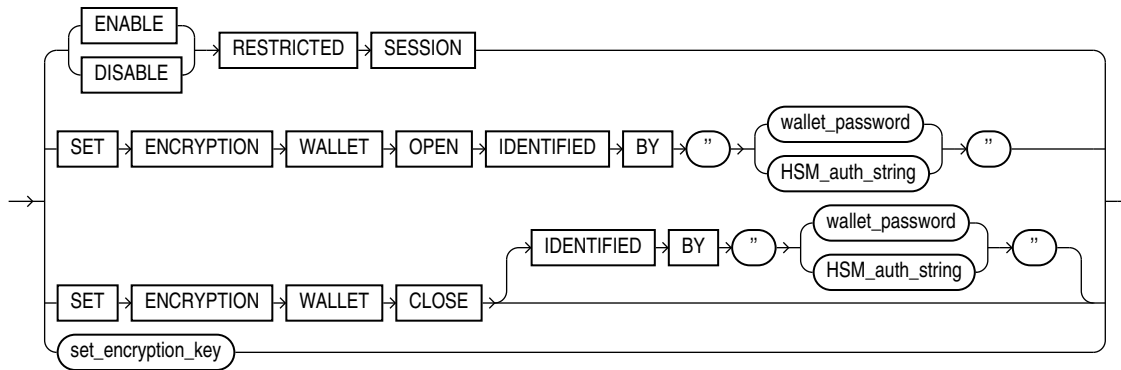 ENABLE
RESTRICTED SESSION
DISABLE
wallet_password
SET ENCRYPTION WALLET OPEN IDENTIFIED BY " "
HSM_auth_string
wallet_password
IDENTIFIED BY " "
HSM_auth_string
SET ENCRYPTION WALLET CLOSE
set_encryption_key